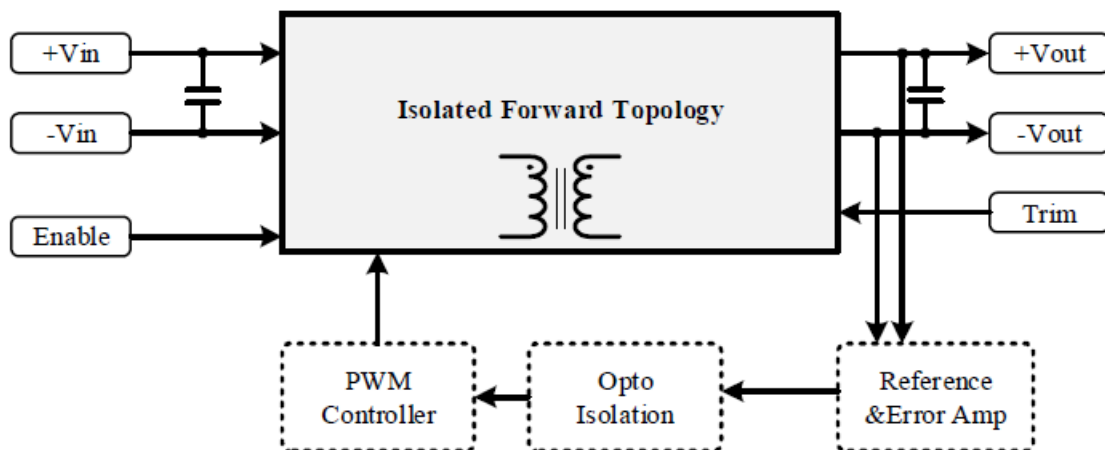 +Vin
+Vout
Isolated Forward Topology
-Vin
-Vout
Enable
Trim
PWM
Controller
Opto
Isolation
Reference
&Error Amp